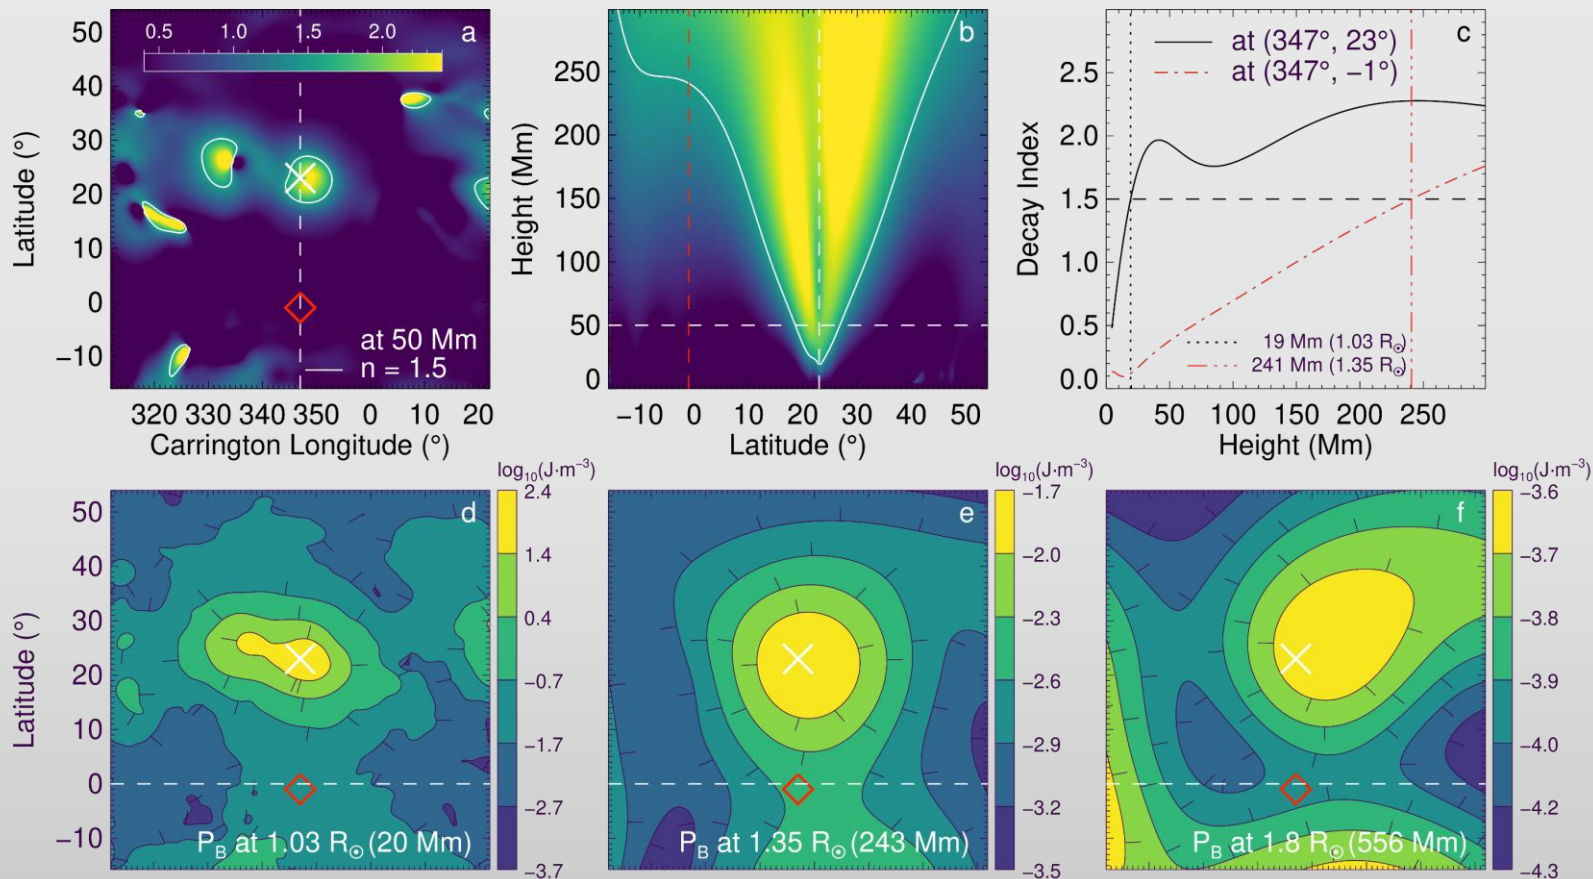 a
0.5 1.0 1.5 2.0
50
40
30
20
10
0
−10
Latitude (°)
at 50 Mm
n = 1.5
320 330 340 350 0 10 20
Carrington Longitude (°)
b
250
200
150
100
50
0
Height (Mm)
−10 0 10 20 30 40 50
Latitude (°)
c
at (347°, 23°)
at (347°, −1°)
2.5
2.0
1.5
1.0
0.5
0.0
Decay Index
19 Mm (1.03 R☉)
241 Mm (1.35 R☉)
0 50 100 150 200 250
Height (Mm)
d
50
40
30
20
10
0
−10
Latitude (°)
P_B at 1.03 R☉ (20 Mm)
log₁₀(J·m⁻³)
2.4
1.4
0.4
−0.7
−1.7
−2.7
−3.7
e
P_B at 1.35 R☉ (243 Mm)
log₁₀(J·m⁻³)
−1.7
−2.0
−2.3
−2.6
−2.9
−3.2
−3.5
f
P_B at 1.8 R☉ (556 Mm)
log₁₀(J·m⁻³)
−3.6
−3.7
−3.8
−3.9
−4.0
−4.2
−4.3